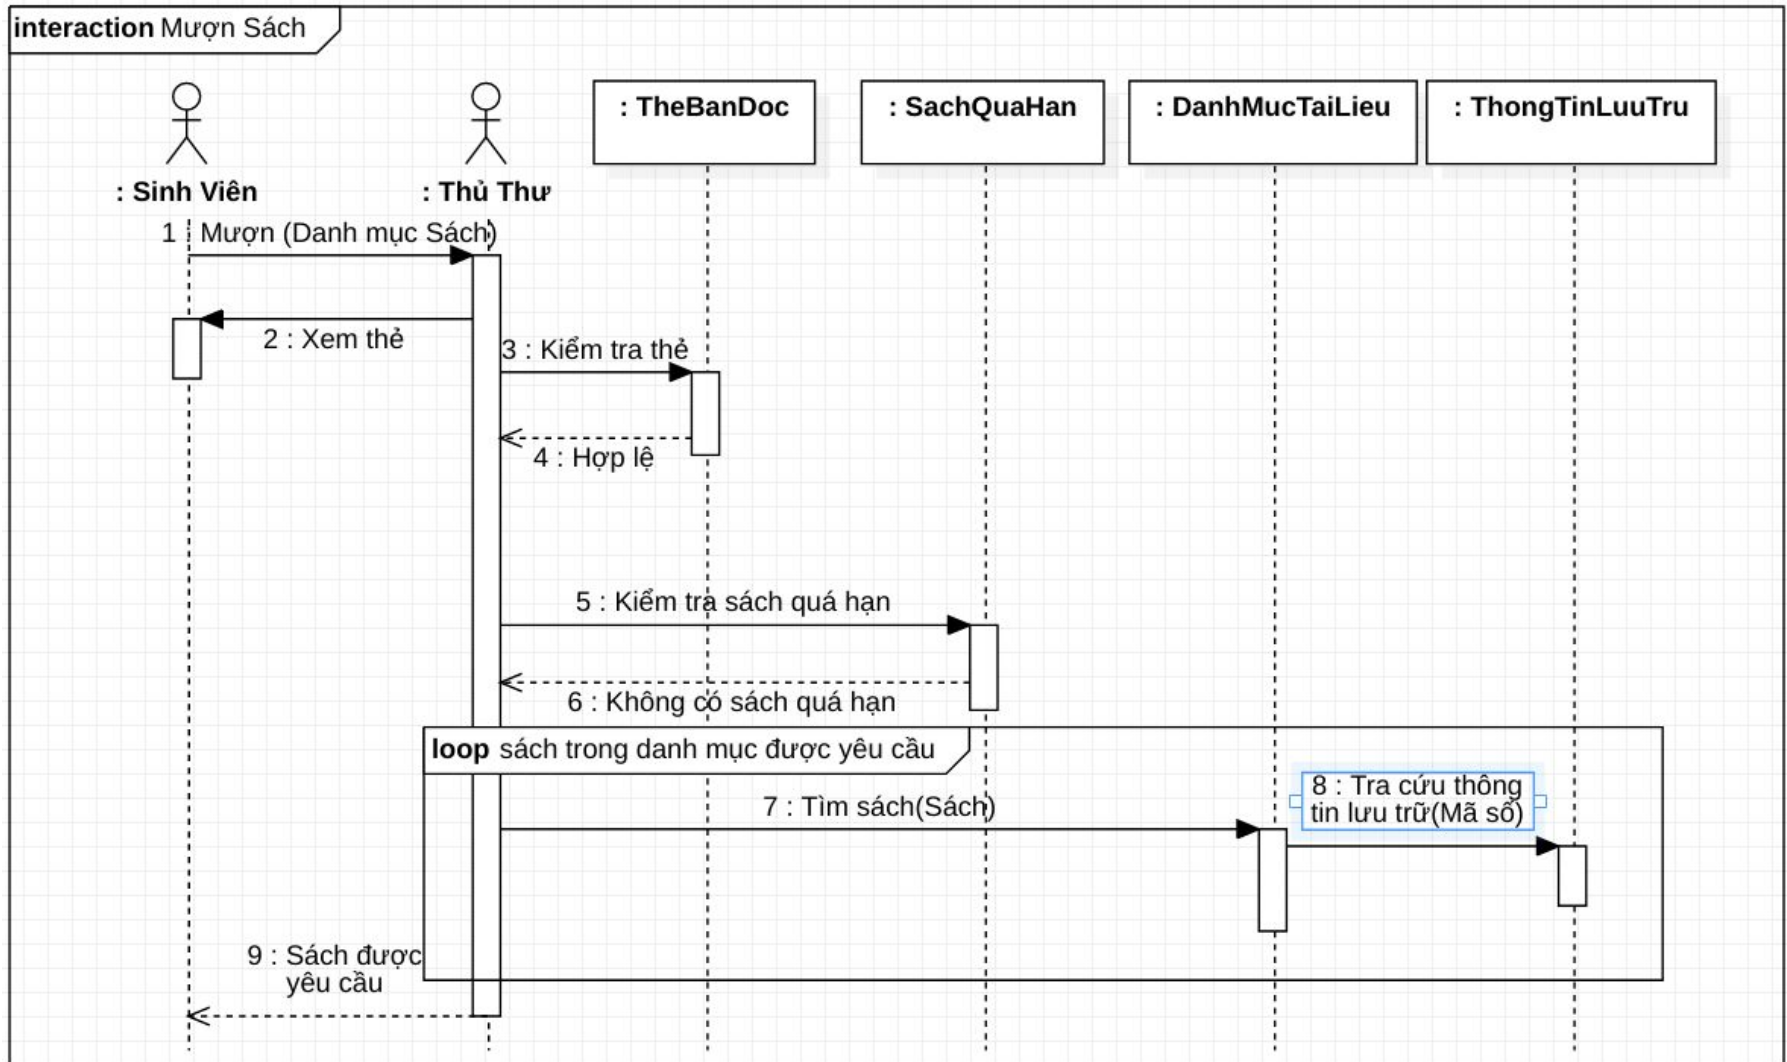 interaction Mượn Sách
: TheBanDoc
: SachQuaHan
: DanhMucTaiLieu
: ThongTinLuuTru
: Sinh Viên
: Thủ Thư
1 : Mượn (Danh mục Sách)
2 : Xem thẻ
3 : Kiểm tra thẻ
4 : Hợp lệ
5 : Kiểm tra sách quá hạn
6 : Không có sách quá hạn
loop sách trong danh mục được yêu cầu
7 : Tìm sách(Sách)
8 : Tra cứu thông
tin lưu trữ(Mã số)
9 : Sách được
yêu cầu